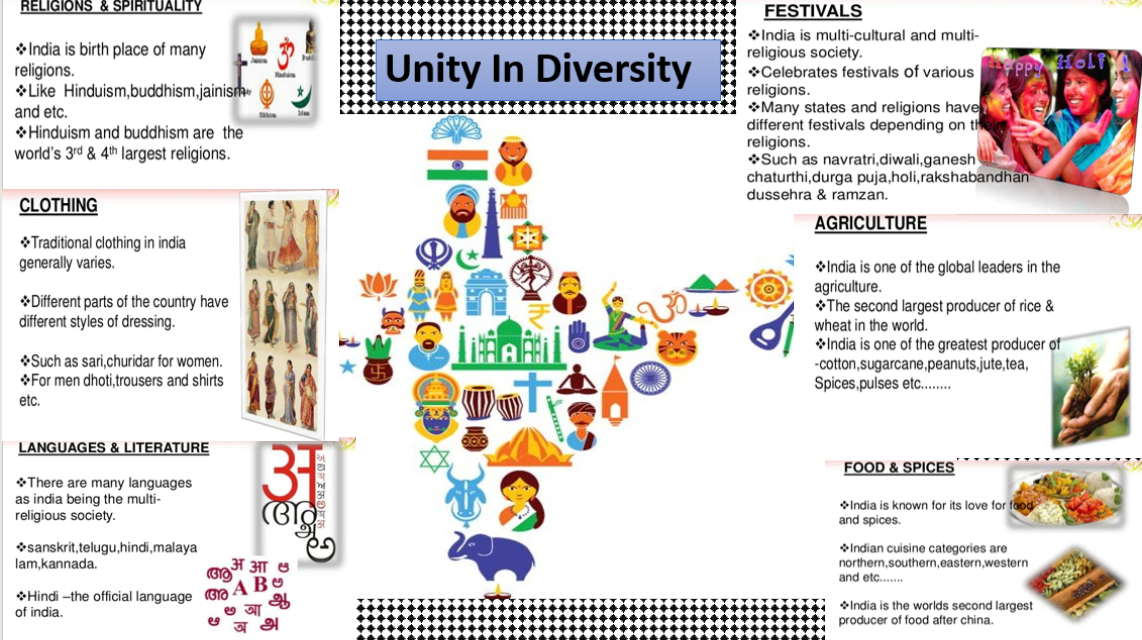 RELIGIONS & SPIRITUALITY
❖India is birth place of many
religions.
❖Like Hinduism,buddhism,jainism
and etc.
❖Hinduism and buddhism are the
world's 3rd & 4th largest religions.
Jainism
Hinduism
Sikhism
Islam
CLOTHING
❖Traditional clothing in india
generally varies.
❖Different parts of the country have
different styles of dressing.
❖Such as sari,churidar for women.
❖For men dhoti,trousers and shirts
etc.
LANGUAGES & LITERATURE
❖There are many languages
as india being the multi-
religious society.
❖sanskrit,telugu,hindi,malaya
lam,kannada.
❖Hindi –the official language
of india.
अ
അ
अ आ
A B
आ
अ
Unity In Diversity
ॐ
₹
FESTIVALS
❖India is multi-cultural and multi-
religious society.
❖Celebrates festivals of various
religions.
❖Many states and religions have
different festivals depending on their
religions.
❖Such as navratri,diwali,ganesh
chaturthi,durga puja,holi,rakshabandhan
dussehra & ramzan.
Happy Holi !
AGRICULTURE
❖India is one of the global leaders in the
agriculture.
❖The second largest producer of rice &
wheat in the world.
❖India is one of the greatest producer of
-cotton,sugarcane,peanuts,jute,tea,
Spices,pulses etc........
FOOD & SPICES
❖India is known for its love for food
and spices.
❖Indian cuisine categories are
northern,southern,eastern,western
and etc.......
❖India is the worlds second largest
producer of food after china.